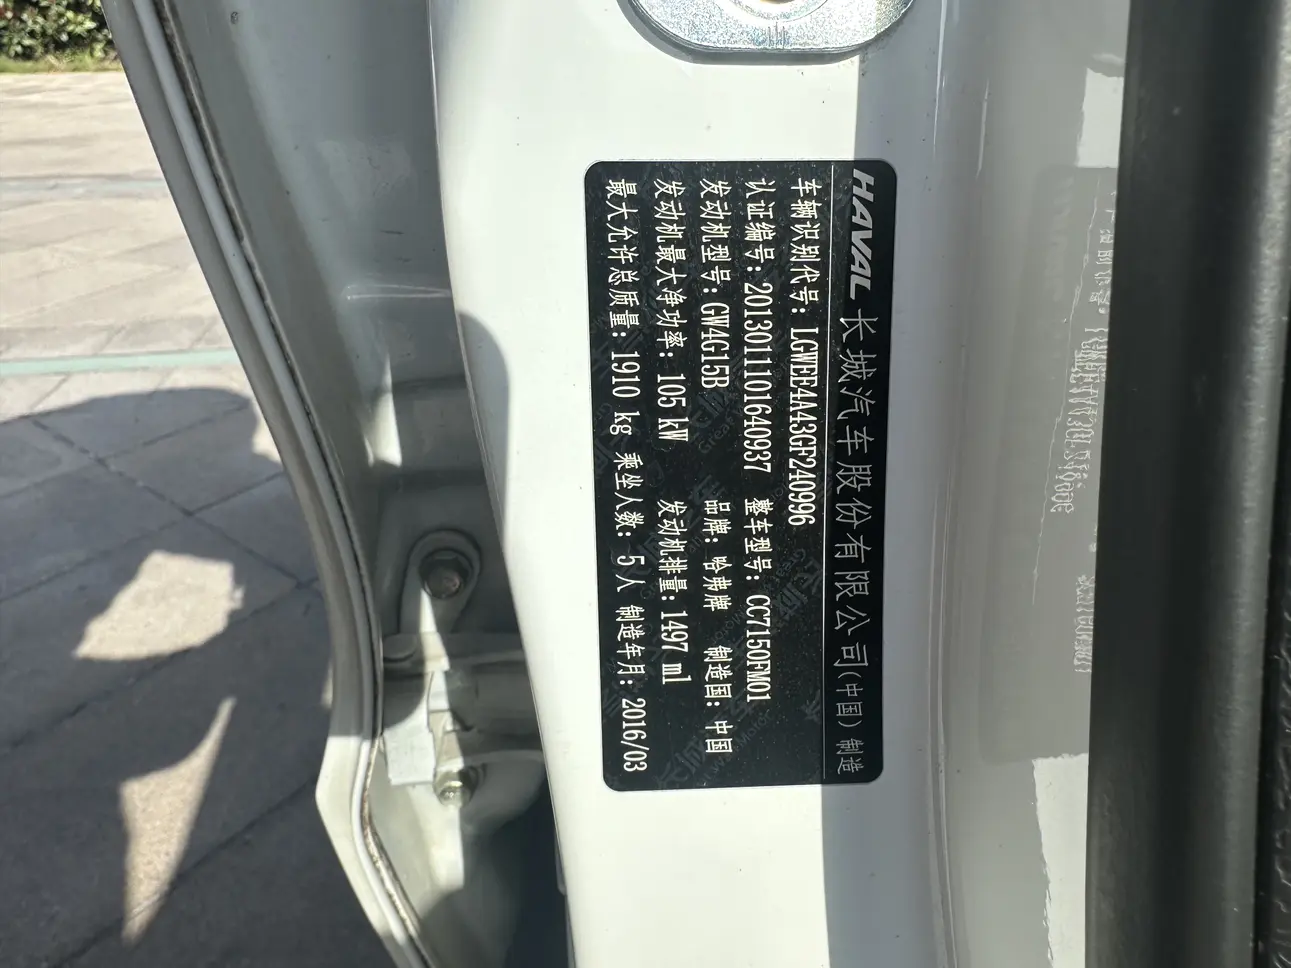 HAVAL 长城汽车股份有限公司(中国) 制造
车辆识别代号: LGWEE4A43GF240996
认证编号:2013011101640937 整车型号: CC7150FM01
发动机型号: GW4G15B 品牌: 哈弗牌 制造国: 中国
发动机最大净功率: 105 kW 发动机排量:1497 ml
最大允许总质量: 1910 kg 乘坐人数: 5人 制造年月: 2016/03